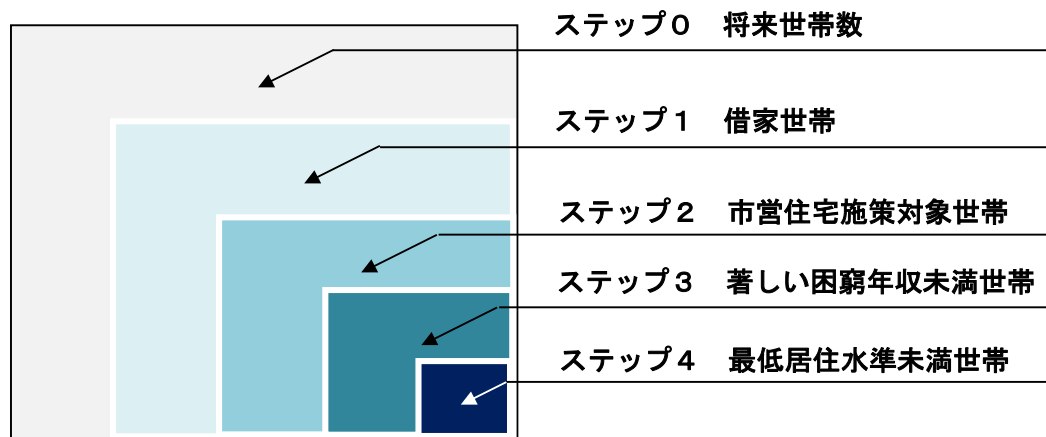 ステップ０　将来世帯数
ステップ１　借家世帯
ステップ２　市営住宅施策対象世帯
ステップ３　著しい困窮年収未満世帯
ステップ４　最低居住水準未満世帯